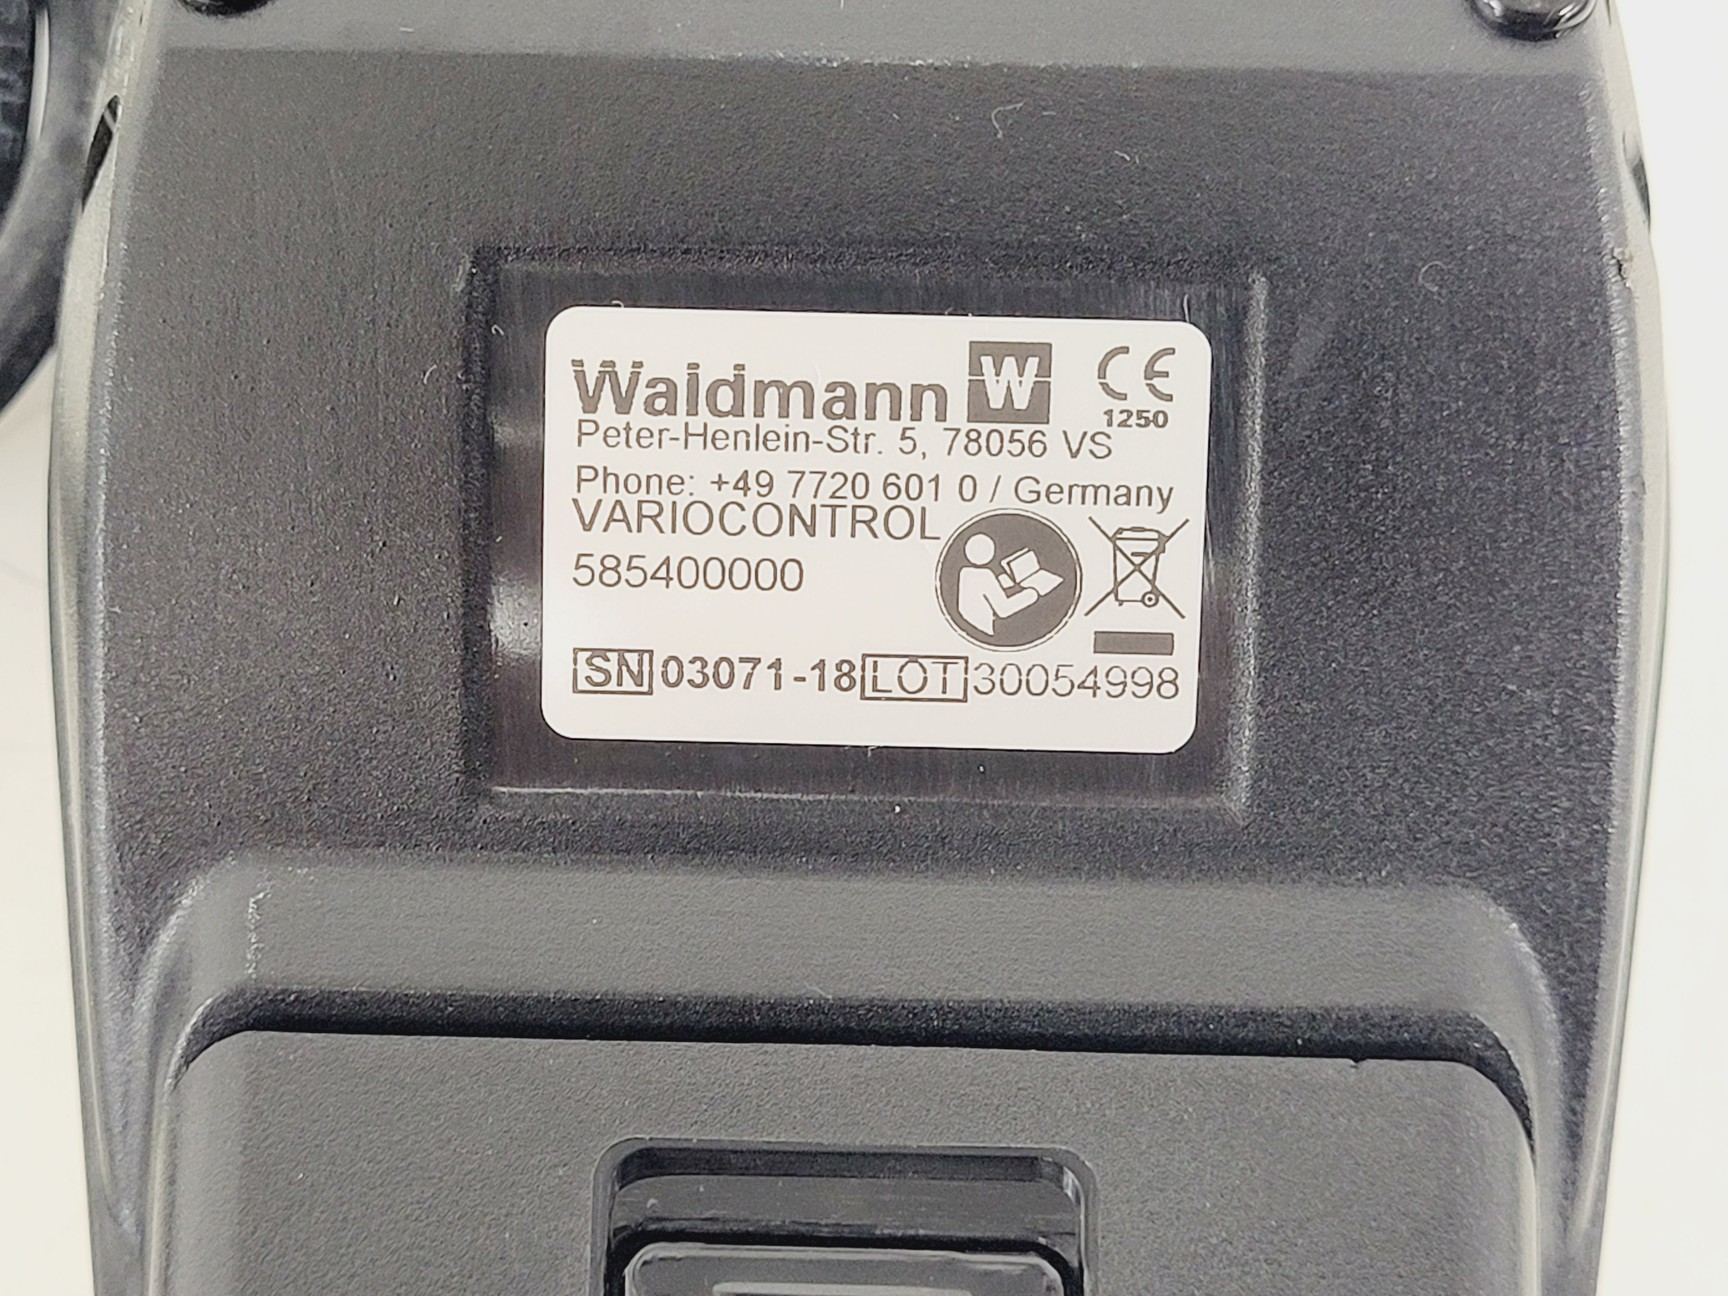 Waidmann W CE
1250
Peter-Henlein-Str. 5, 78056 VS
Phone: +49 7720 601 0 / Germany
VARIOCONTROL
585400000
SN 03071-18 LOT 30054998